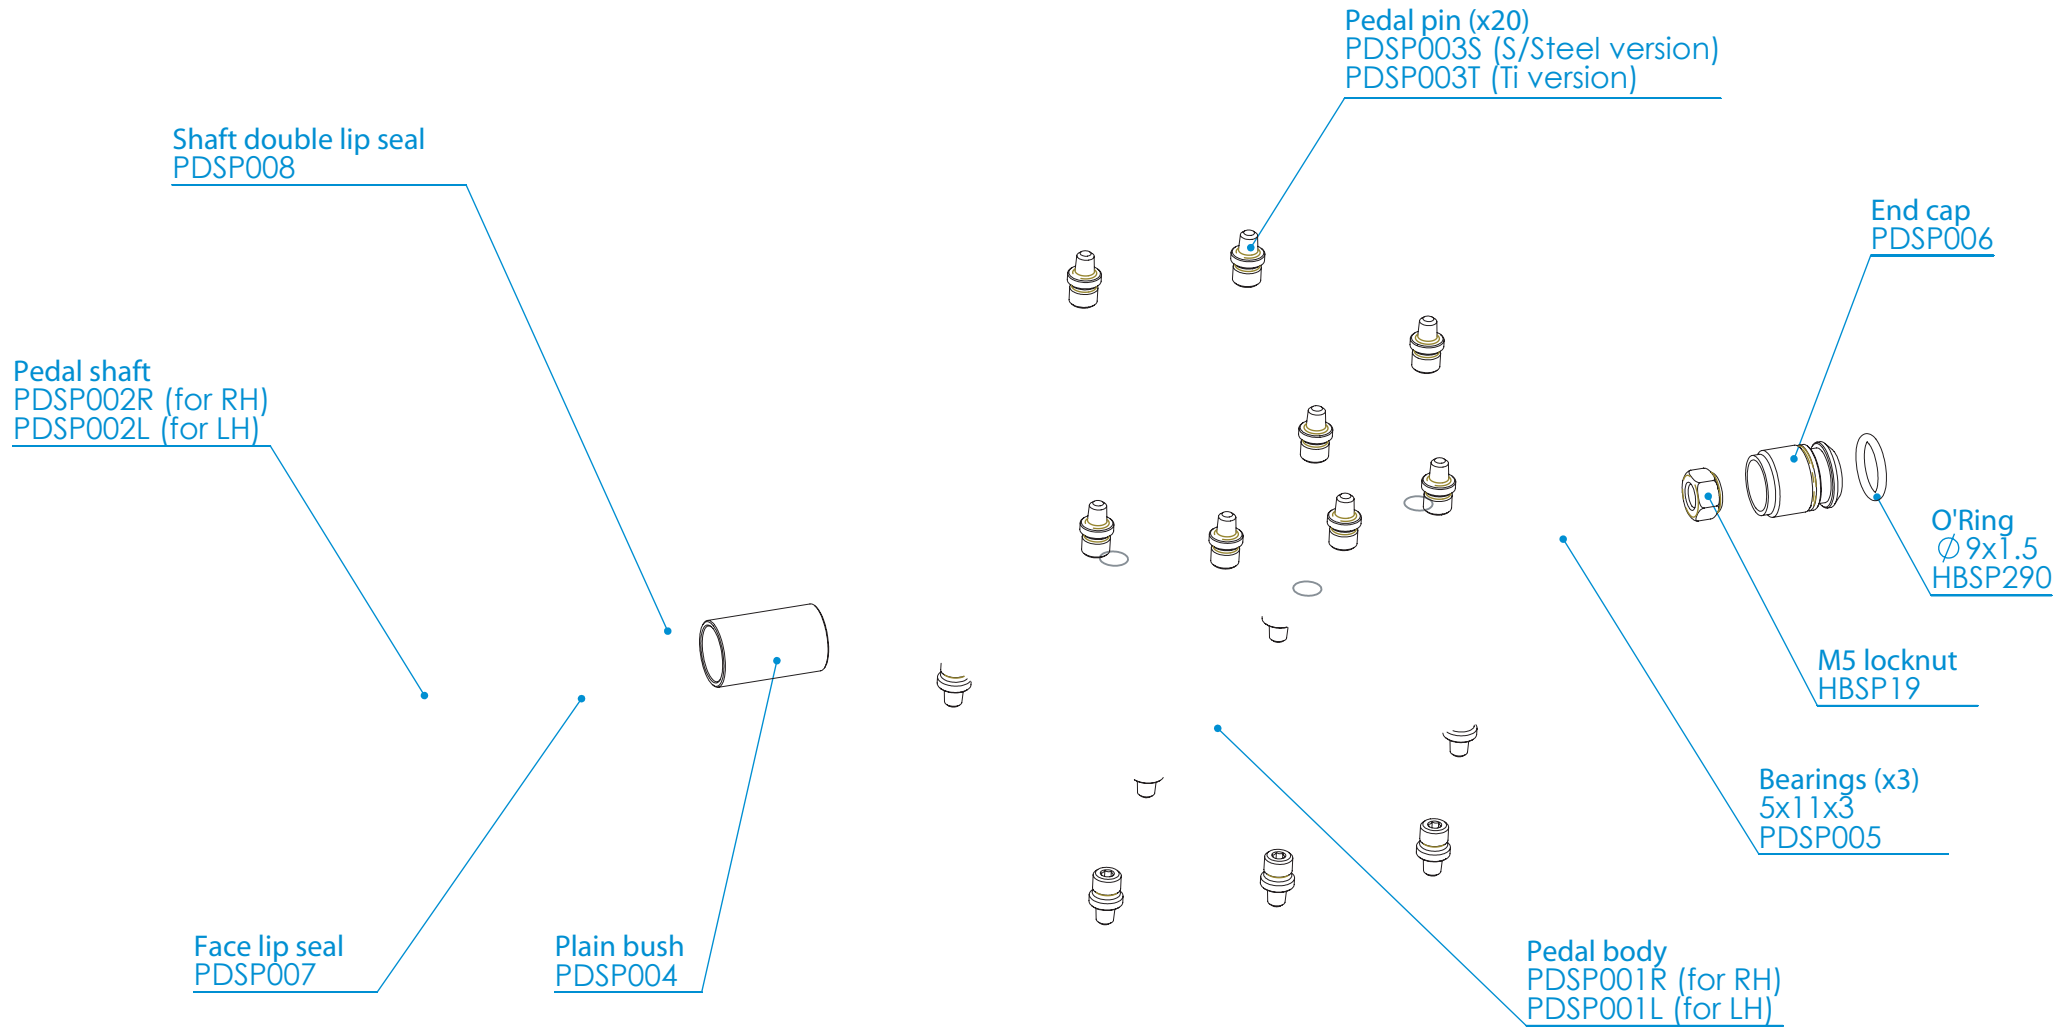 Pedal pin (x20)
PDSP003S (S/Steel version)
PDSP003T (Ti version)
Shaft double lip seal
PDSP008
End cap
PDSP006
Pedal shaft
PDSP002R (for RH)
PDSP002L (for LH)
O'Ring
∅9x1.5
HBSP290
M5 locknut
HBSP19
Bearings (x3)
5x11x3
PDSP005
Face lip seal
PDSP007
Plain bush
PDSP004
Pedal body
PDSP001R (for RH)
PDSP001L (for LH)